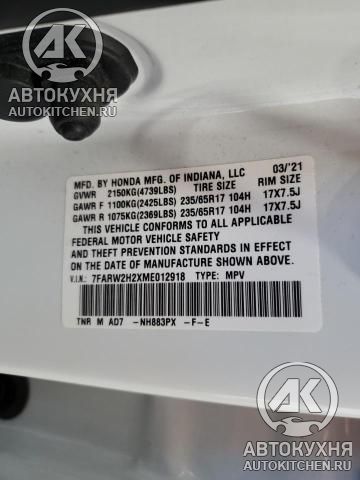 АВТОКУХНЯ
AUTOKITCHEN.RU
MFD. BY HONDA MFG. OF INDIANA, LLC 03/'21
GVWR 2150KG(4739LBS) TIRE SIZE RIM SIZE
GAWR F 1100KG(2425LBS) 235/65R17 104H 17X7.5J
GAWR R 1075KG(2369LBS) 235/65R17 104H 17X7.5J
THIS VEHICLE CONFORMS TO ALL APPLICABLE
FEDERAL MOTOR VEHICLE SAFETY
AND THEFT PREVENTION STANDARDS IN EFFECT
ON THE DATE OF MANUFACTURE SHOWN ABOVE.
V.I.N.: 7FARW2H2XME012918 TYPE: MPV
TNR M AD7 -NH883PX -F-E
АВТОКУХНЯ
AUTOKITCHEN.RU